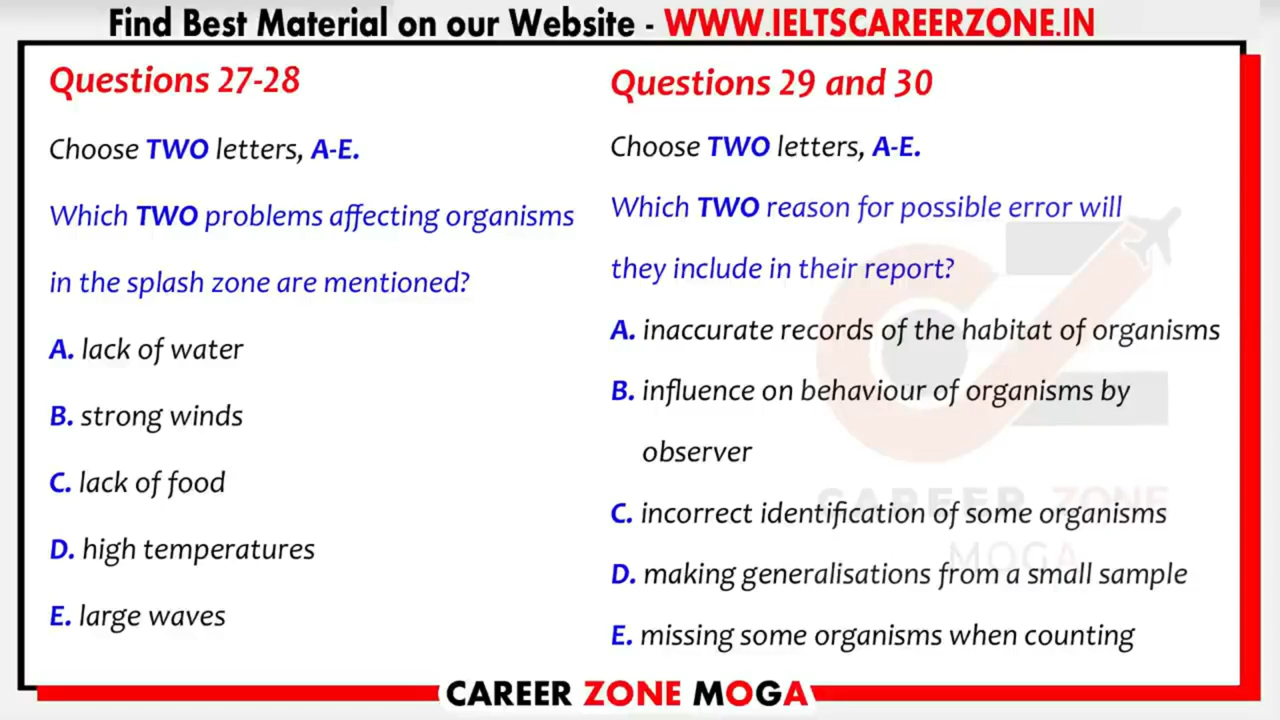 Find Best Material on our Website - WWW.IELTSCAREERZONE.IN
Questions 27-28
Choose TWO letters, A-E.
Which TWO problems affecting organisms
in the splash zone are mentioned?
A. lack of water
B. strong winds
C. lack of food
D. high temperatures
E. large waves
Questions 29 and 30
Choose TWO letters, A-E.
Which TWO reason for possible error will
they include in their report?
A. inaccurate records of the habitat of organisms
B. influence on behaviour of organisms by
observer
C. incorrect identification of some organisms
D. making generalisations from a small sample
E. missing some organisms when counting
CAREER ZONE
MOGA
CAREER ZONE MOGA